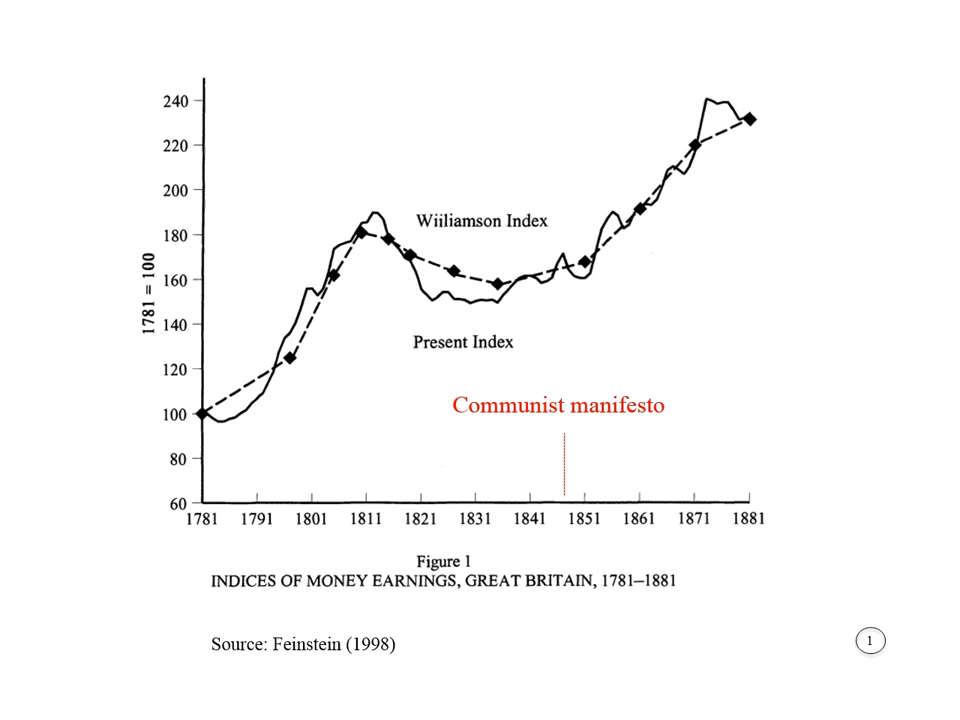 240
220
200
180
160
140
120
100
80
60
1781 = 100
Wiiliamson Index
Present Index
Communist manifesto
1781 1791 1801 1811 1821 1831 1841 1851 1861 1871 1881
Figure 1
INDICES OF MONEY EARNINGS, GREAT BRITAIN, 1781–1881
Source: Feinstein (1998)
1